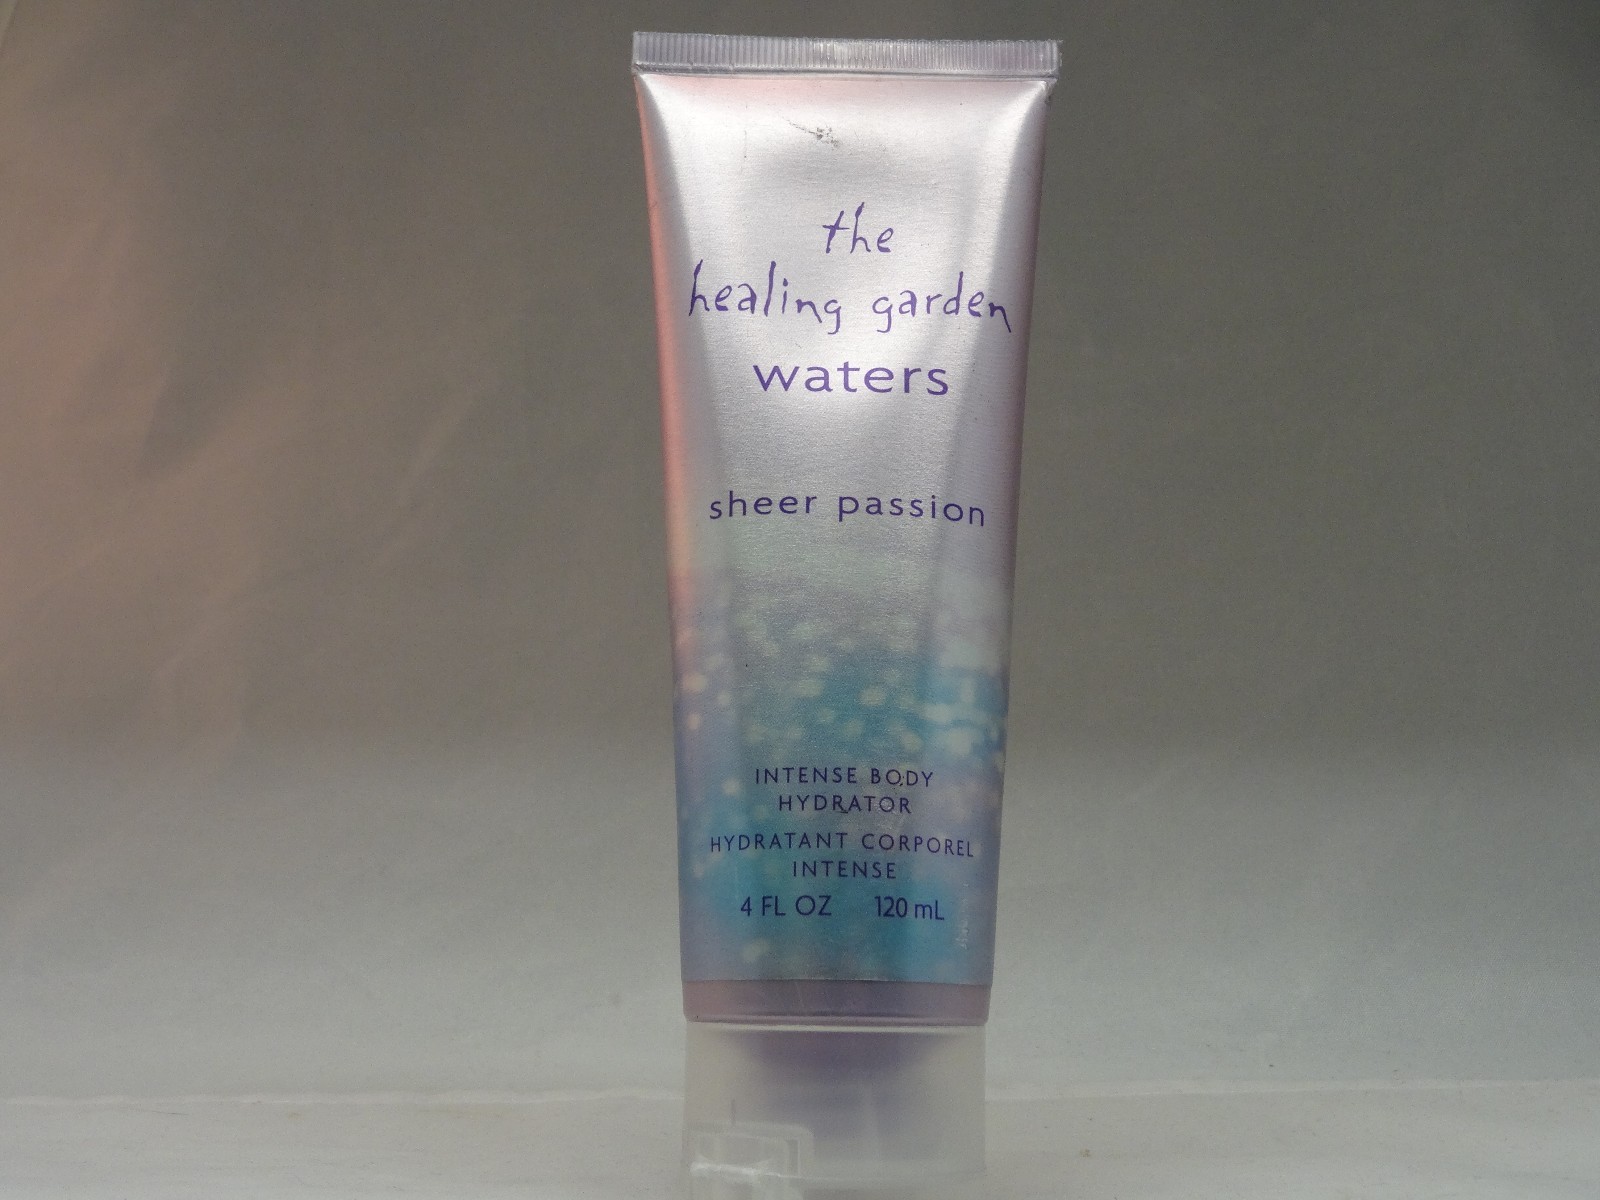 the
healing garden
waters
sheer passion
INTENSE BODY
HYDRATOR
HYDRATANT CORPOREL
INTENSE
4 FL OZ 120 mL